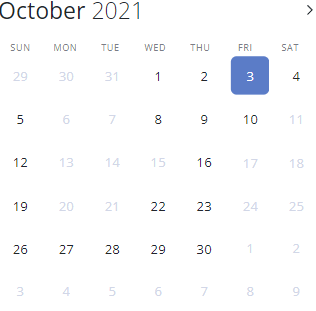 October 2021
SUN MON TUE WED THU FRI SAT
29 30 31 1 2 3 4
5 6 7 8 9 10 11
12 13 14 15 16 17 18
19 20 21 22 23 24 25
26 27 28 29 30 1 2
3 4 5 6 7 8 9